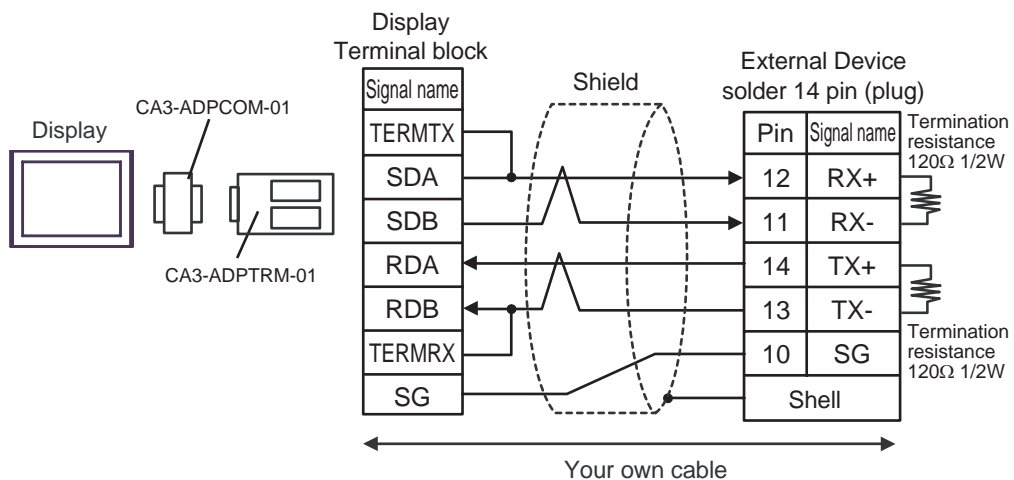 Display
Terminal block
Signal name
TERMTX
SDA
SDB
RDA
RDB
TERMRX
SG
Shield
External Device
solder 14 pin (plug)
Pin Signal name
12 RX+
11 RX-
14 TX+
13 TX-
10 SG
Shell
Termination
resistance
120Ω 1/2W
Termination
resistance
120Ω 1/2W
Display
CA3-ADPCOM-01
CA3-ADPTRM-01
Your own cable